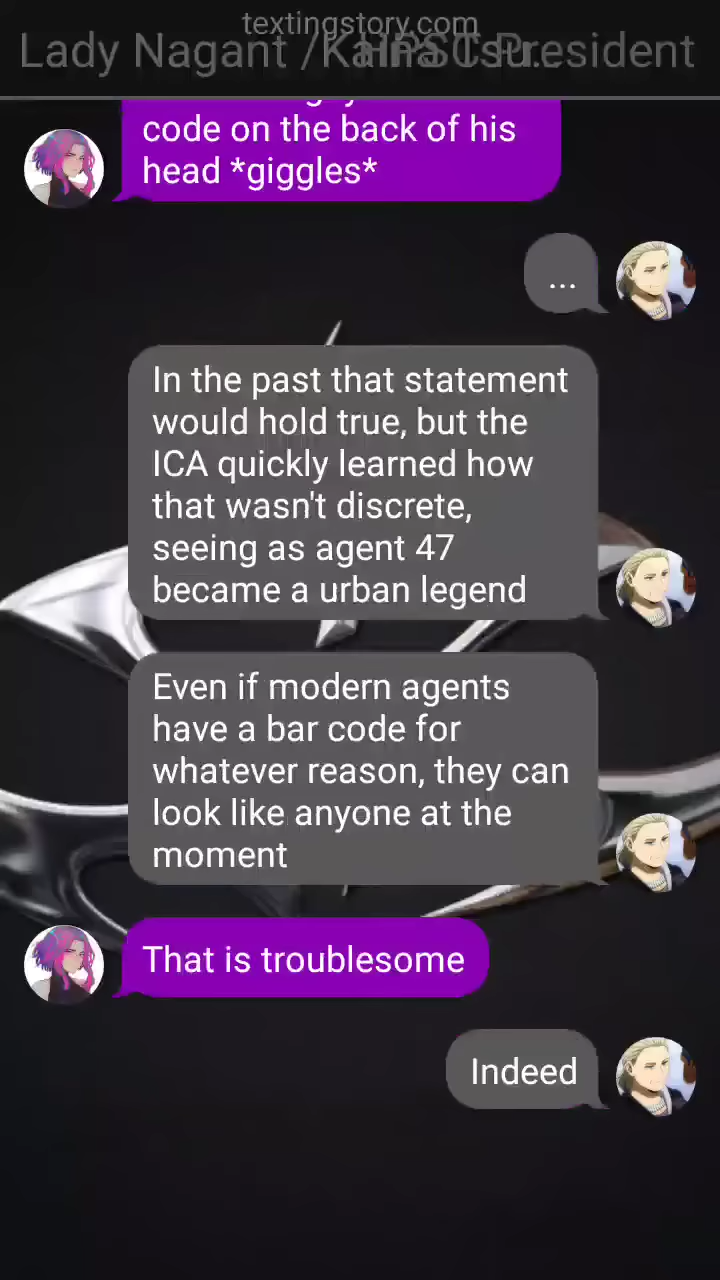 textingstory.com
Lady Nagant /Kaina Tsu...
HPSC President
code on the back of his
head *giggles*
...
In the past that statement
would hold true, but the
ICA quickly learned how
that wasn't discrete,
seeing as agent 47
became a urban legend
Even if modern agents
have a bar code for
whatever reason, they can
look like anyone at the
moment
That is troublesome
Indeed